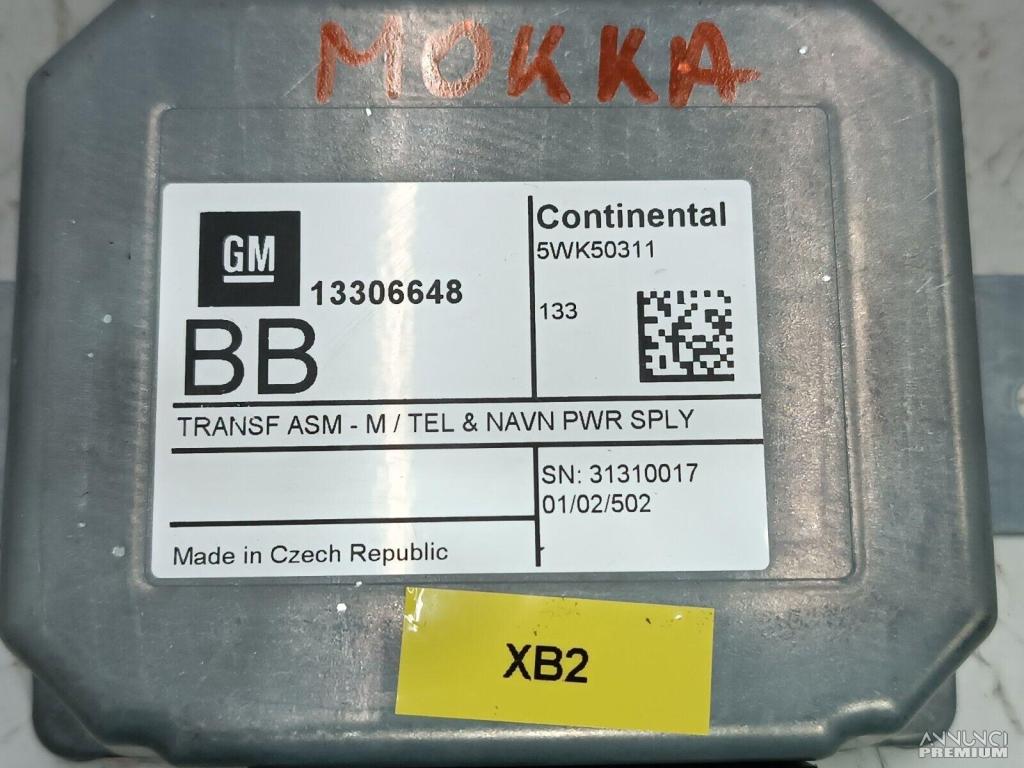 MOKKA
GM
13306648
BB
Continental
5WK50311
133
TRANSF ASM - M / TEL & NAVN PWR SPLY
SN: 31310017
01/02/502
Made in Czech Republic
XB2
ANNUNCI
PREMIUM